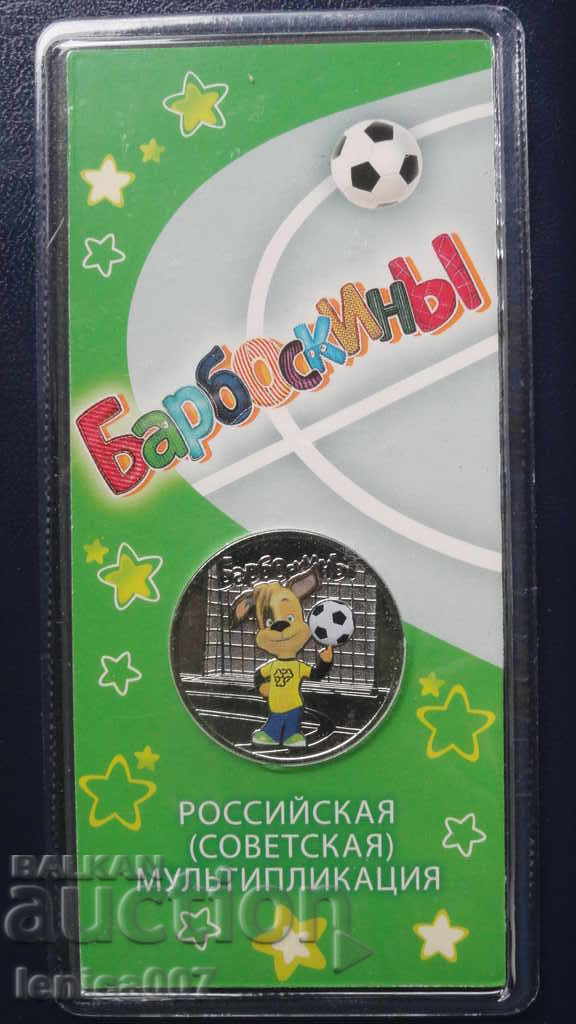 Барбоскины
Барбоскины
РОССИЙСКАЯ
(СОВЕТСКАЯ)
МУЛЬТИПЛИКАЦИЯ
BALKAN
auction
lenica007